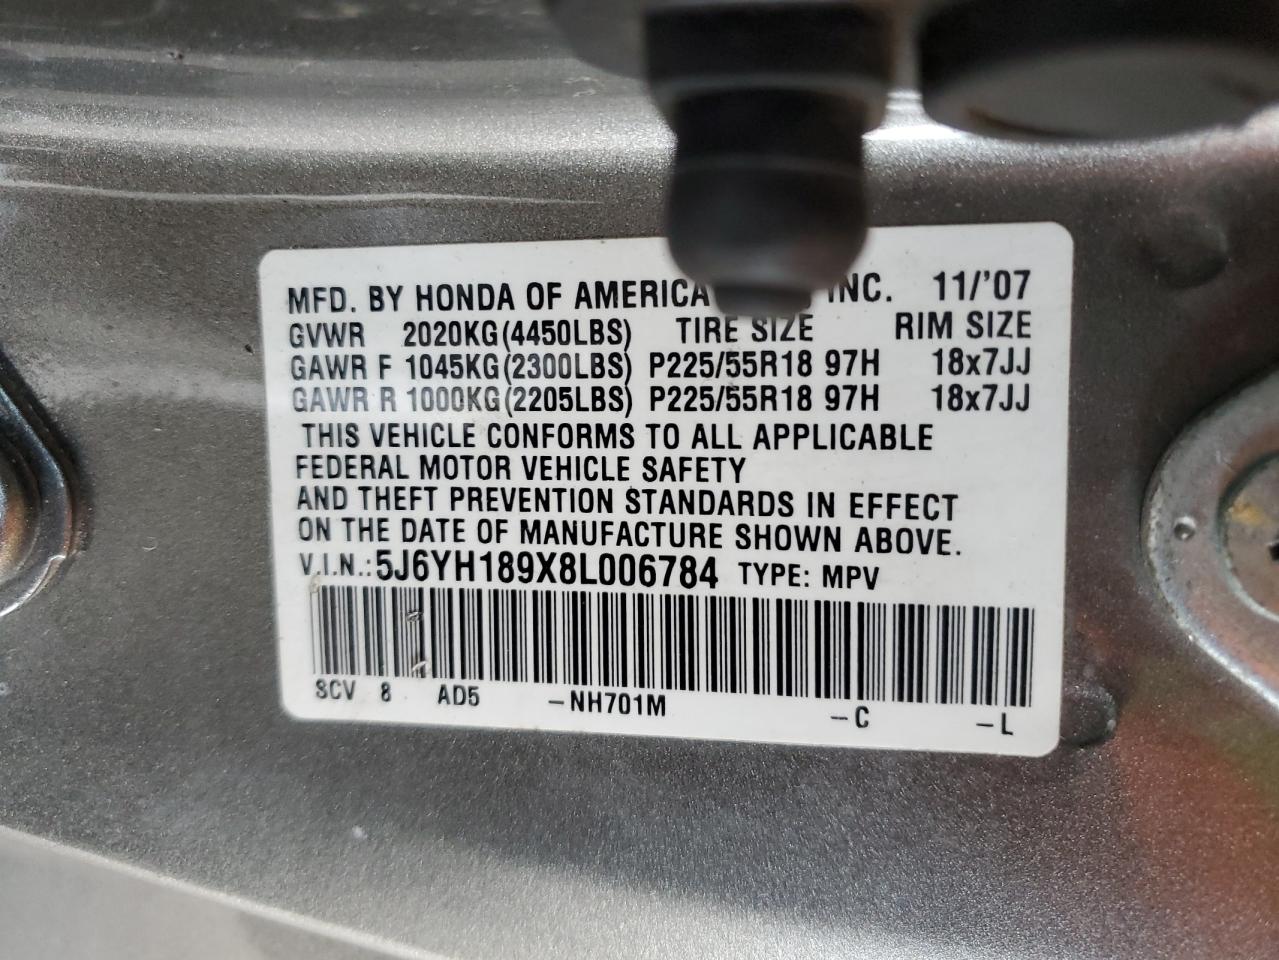 MFD. BY HONDA OF AMERICA INC. 11/'07
GVWR 2020KG(4450LBS) TIRE SIZE RIM SIZE
GAWR F 1045KG(2300LBS) P225/55R18 97H 18x7JJ
GAWR R 1000KG(2205LBS) P225/55R18 97H 18x7JJ
THIS VEHICLE CONFORMS TO ALL APPLICABLE
FEDERAL MOTOR VEHICLE SAFETY
AND THEFT PREVENTION STANDARDS IN EFFECT
ON THE DATE OF MANUFACTURE SHOWN ABOVE.
V.I.N.:5J6YH189X8L006784 TYPE: MPV
SCV 8 AD5 -NH701M -C -L